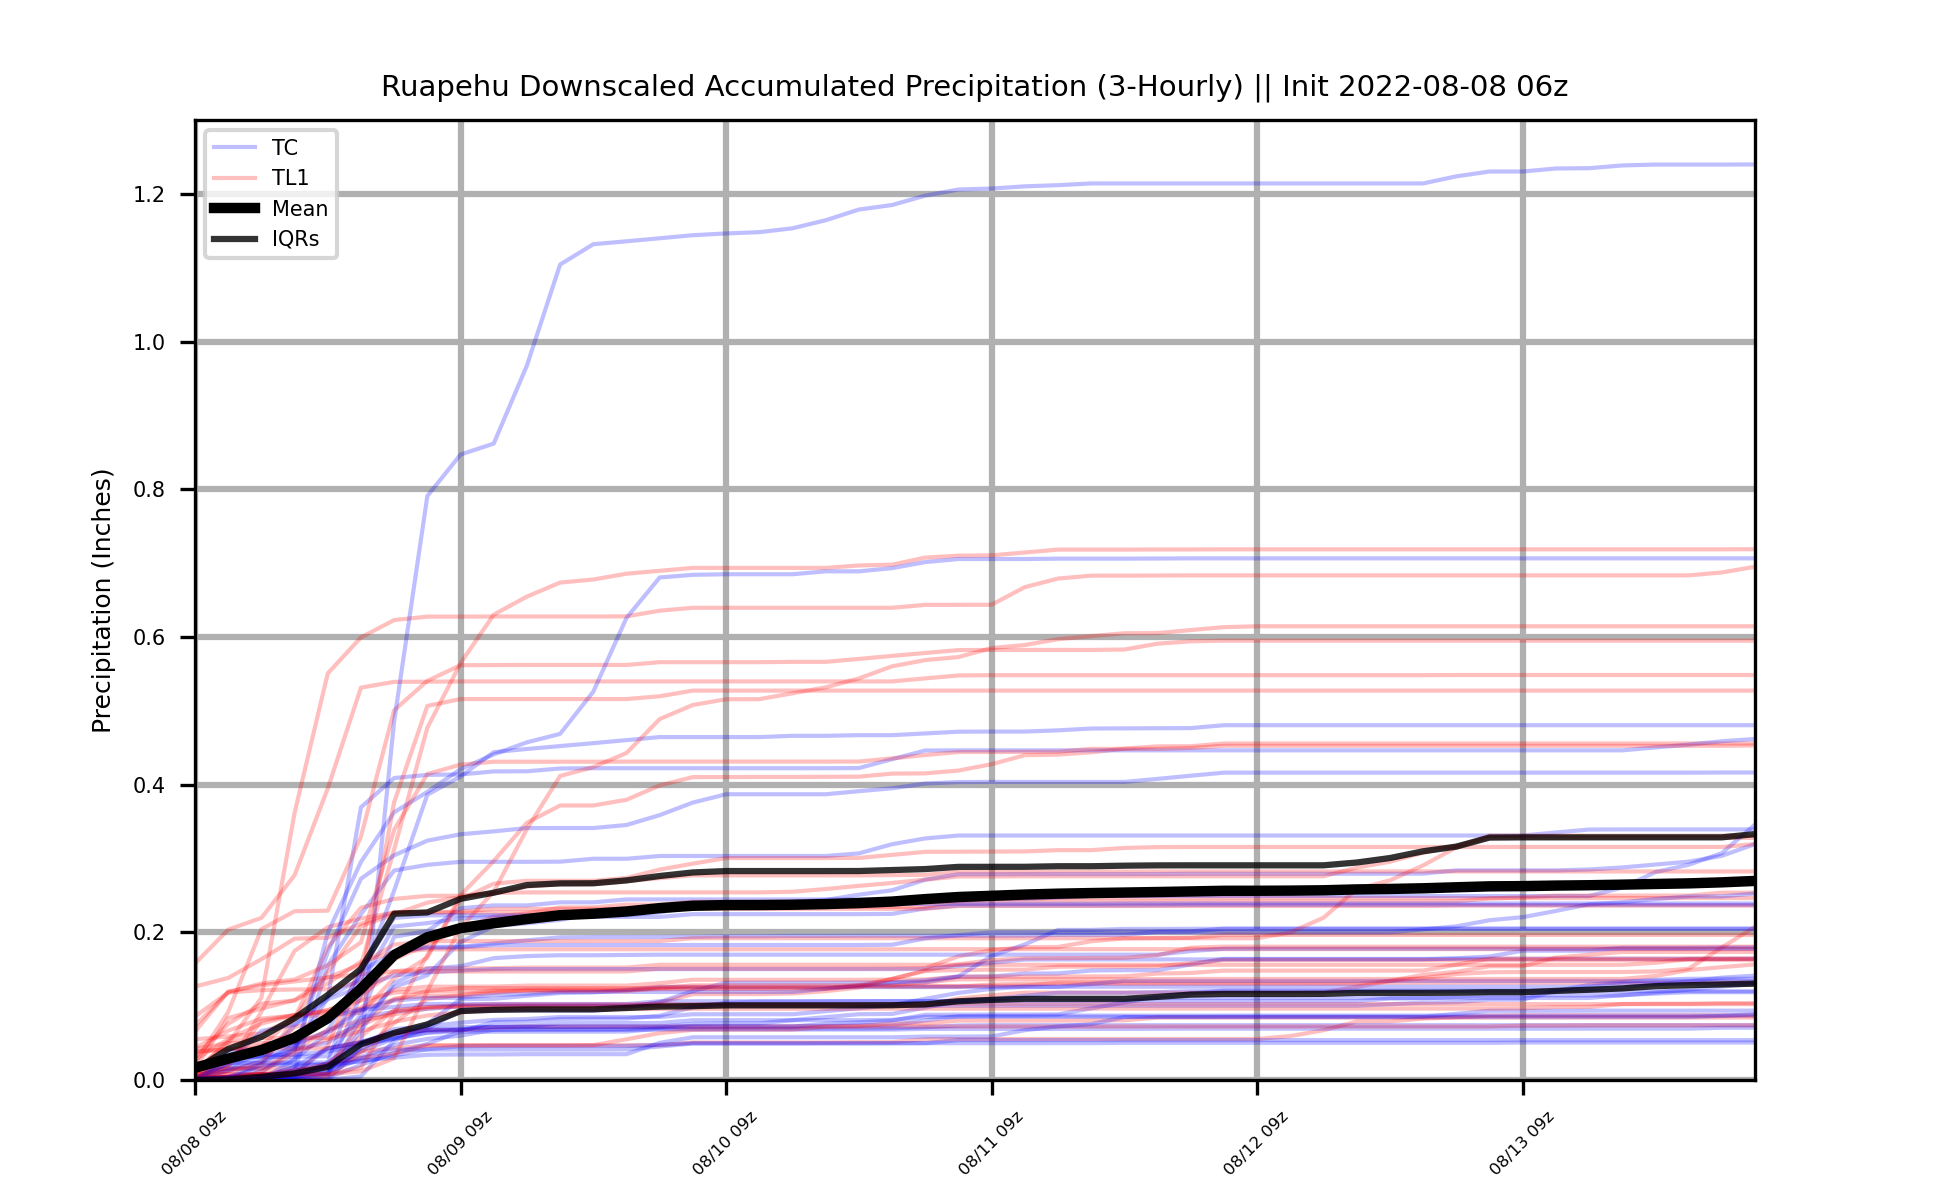 Ruapehu Downscaled Accumulated Precipitation (3-Hourly) || Init 2022-08-08 06z
TC
TL1
Mean
IQRs
Precipitation (Inches)
1.2
1.0
0.8
0.6
0.4
0.2
0.0
08/08 09z
08/09 09z
08/10 09z
08/11 09z
08/12 09z
08/13 09z